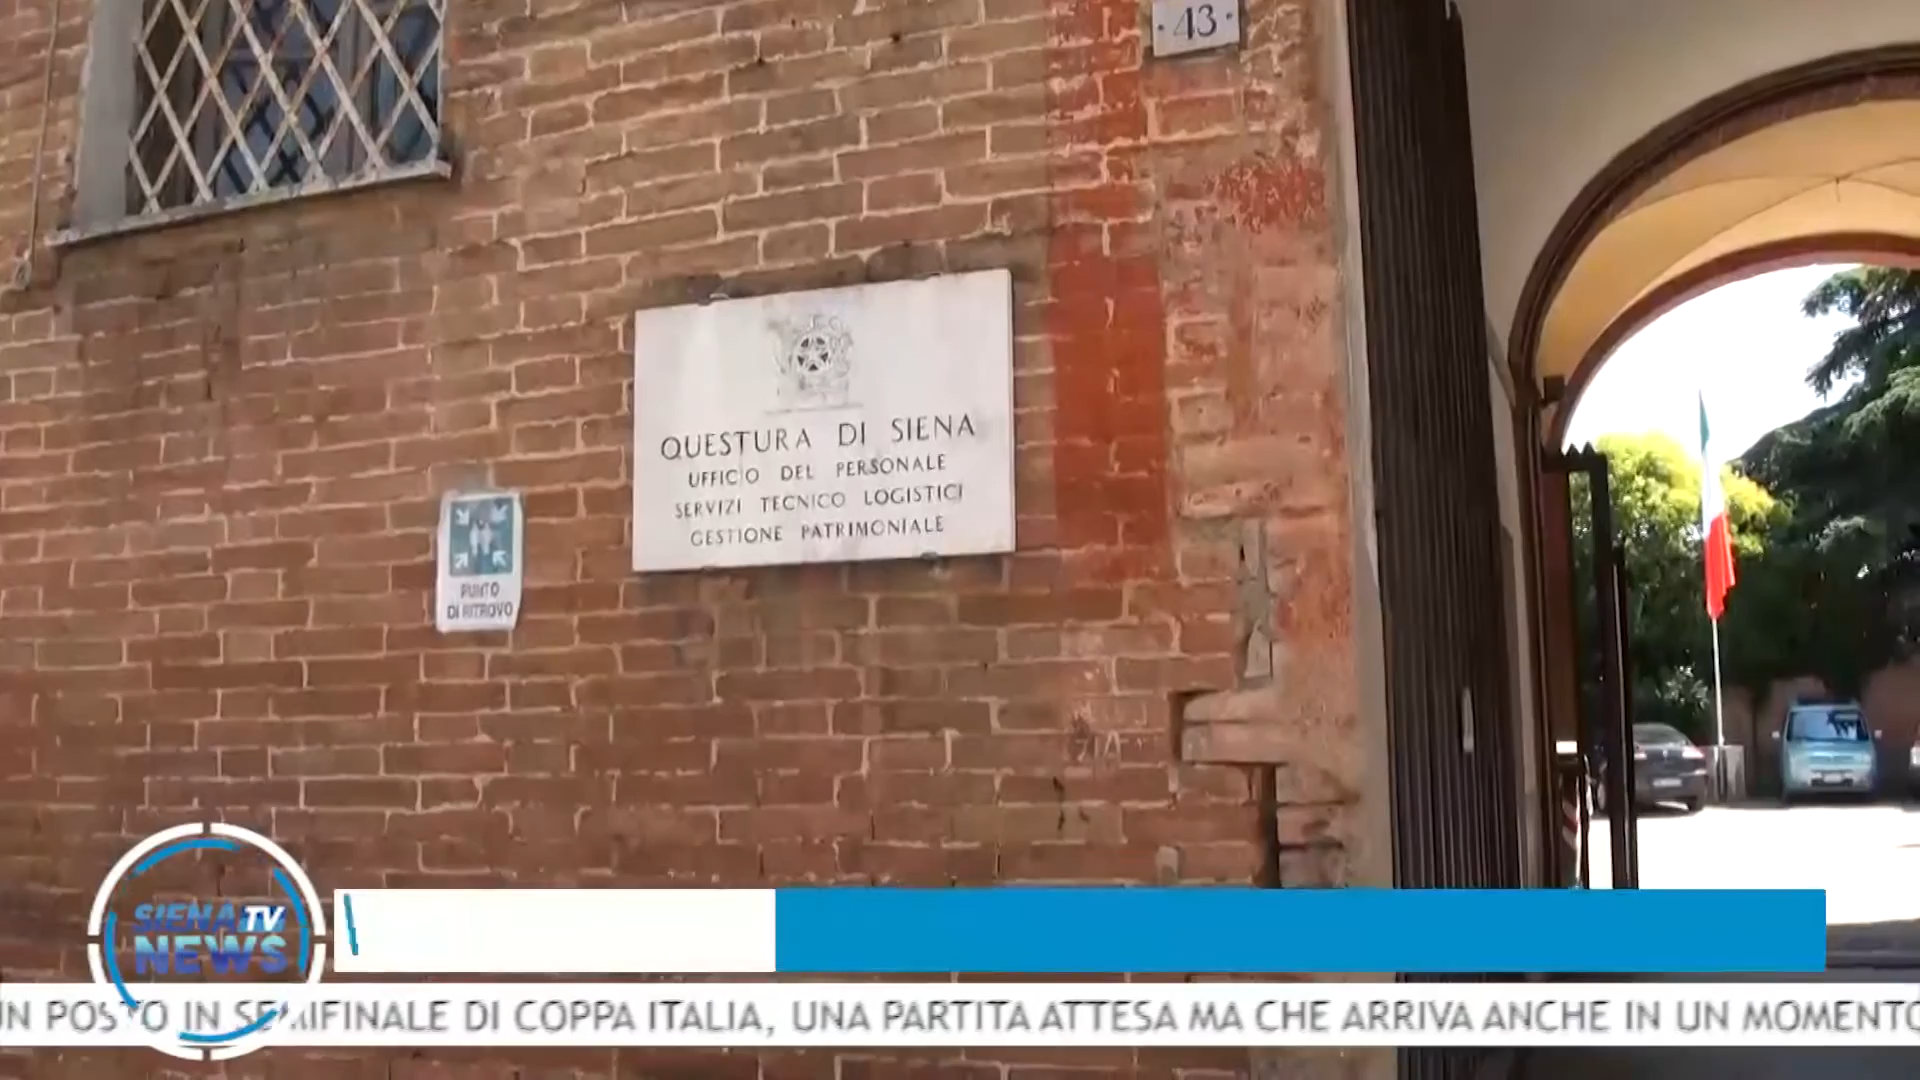 · 43 ·
QUESTURA DI SIENA
UFFICIO DEL PERSONALE
SERVIZI TECNICO LOGISTICI
GESTIONE PATRIMONIALE
PUNTO
DI RITROVO
SIENA TV
NEWS
UN POSTO IN SEMIFINALE DI COPPA ITALIA, UNA PARTITA ATTESA MA CHE ARRIVA ANCHE IN UN MOMENTO